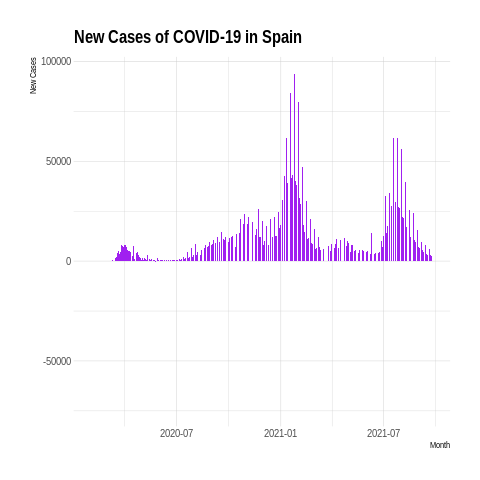 New Cases of COVID-19 in Spain
New Cases
100000
50000
0
-50000
2020-07 2021-01 2021-07
Month